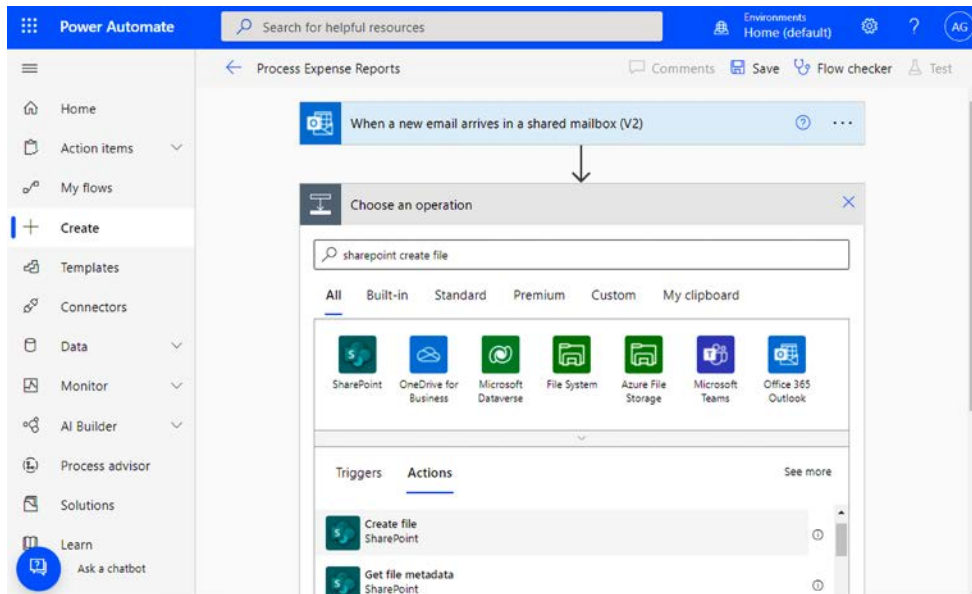 Power Automate
Search for helpful resources
Environments
Home (default)
?
AG
Process Expense Reports
Comments
Save
Flow checker
Test
Home
Action items
My flows
Create
Templates
Connectors
Data
Monitor
AI Builder
Process advisor
Solutions
Learn
Ask a chatbot
When a new email arrives in a shared mailbox (V2)
Choose an operation
sharepoint create file
All Built-in Standard Premium Custom My clipboard
SharePoint
OneDrive for
Business
Microsoft
Dataverse
File System
Azure File
Storage
Microsoft
Teams
Office 365
Outlook
Triggers Actions See more
Create file
SharePoint
Get file metadata
SharePoint